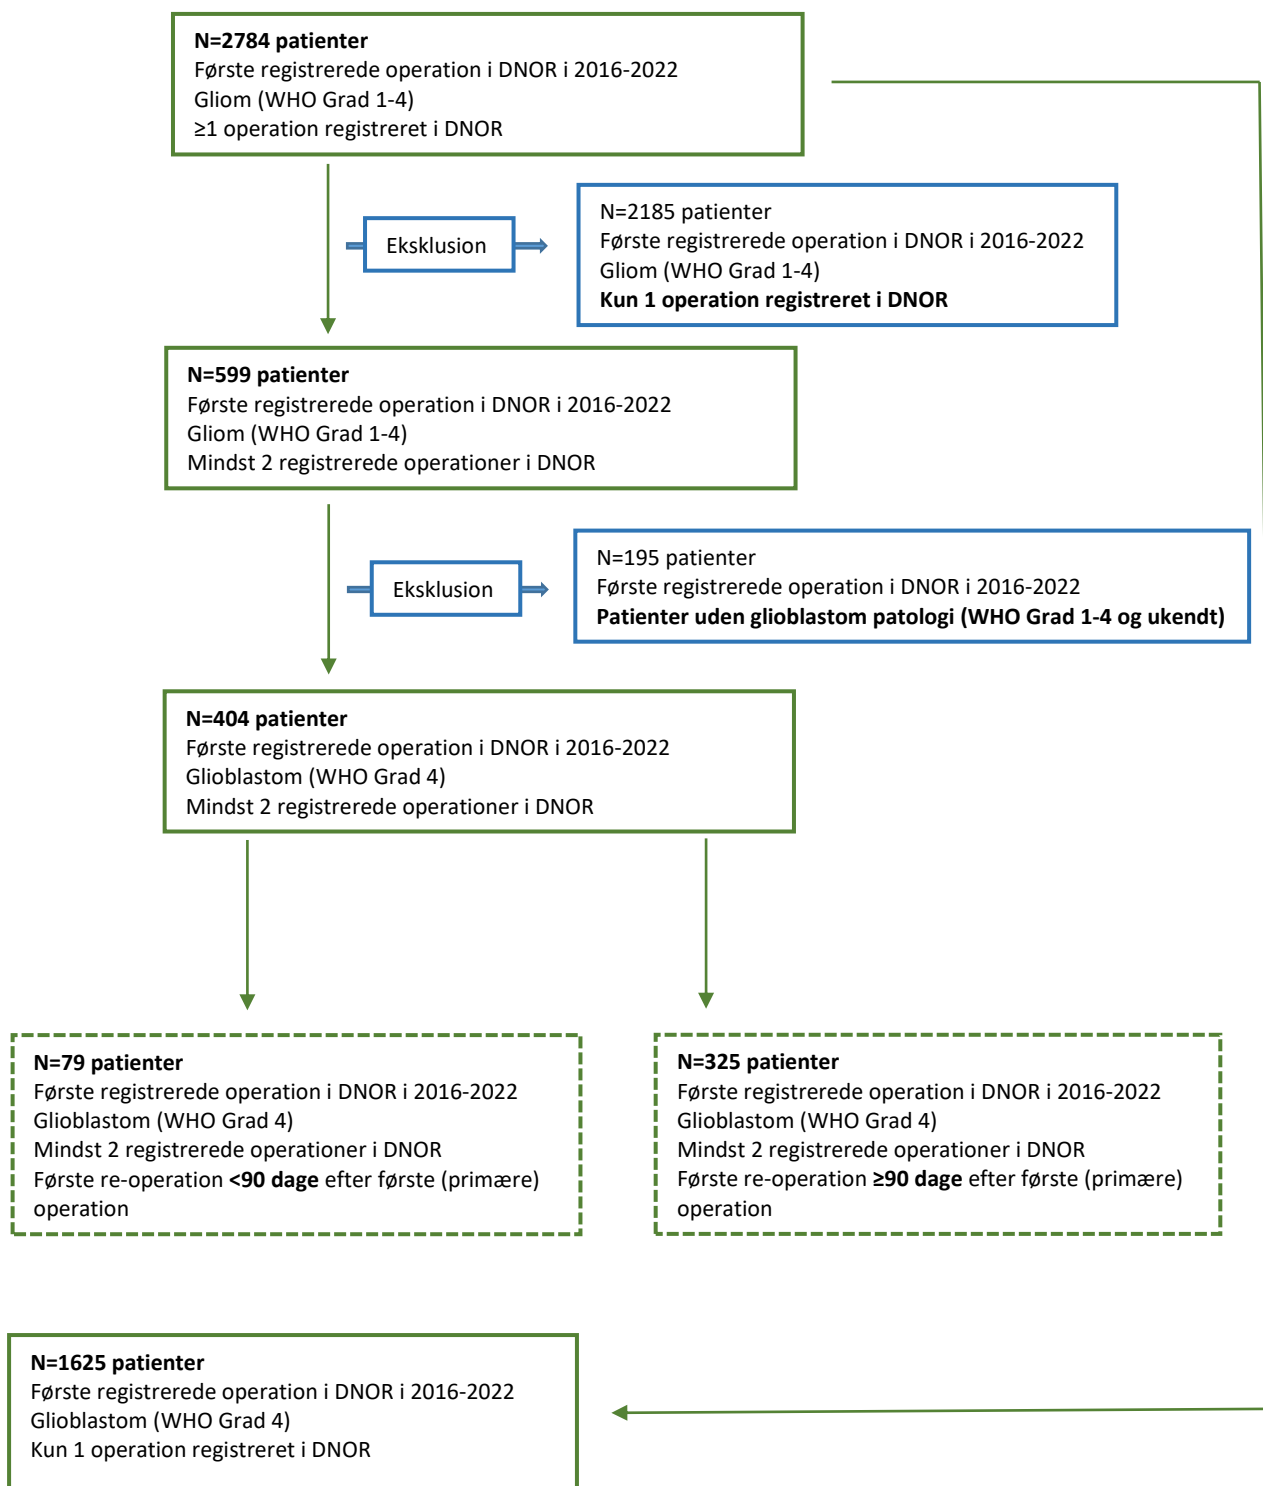 N=2784 patienter
Første registrerede operation i DNOR i 2016-2022
Gliom (WHO Grad 1-4)
≥1 operation registreret i DNOR
Eksklusion
N=2185 patienter
Første registrerede operation i DNOR i 2016-2022
Gliom (WHO Grad 1-4)
Kun 1 operation registreret i DNOR
N=599 patienter
Første registrerede operation i DNOR i 2016-2022
Gliom (WHO Grad 1-4)
Mindst 2 registrerede operationer i DNOR
Eksklusion
N=195 patienter
Første registrerede operation i DNOR i 2016-2022
Patienter uden glioblastom patologi (WHO Grad 1-4 og ukendt)
N=404 patienter
Første registrerede operation i DNOR i 2016-2022
Glioblastom (WHO Grad 4)
Mindst 2 registrerede operationer i DNOR
N=79 patienter
Første registrerede operation i DNOR i 2016-2022
Glioblastom (WHO Grad 4)
Mindst 2 registrerede operationer i DNOR
Første re-operation <90 dage efter første (primære)
operation
N=325 patienter
Første registrerede operation i DNOR i 2016-2022
Glioblastom (WHO Grad 4)
Mindst 2 registrerede operationer i DNOR
Første re-operation ≥90 dage efter første (primære)
operation
N=1625 patienter
Første registrerede operation i DNOR i 2016-2022
Glioblastom (WHO Grad 4)
Kun 1 operation registreret i DNOR